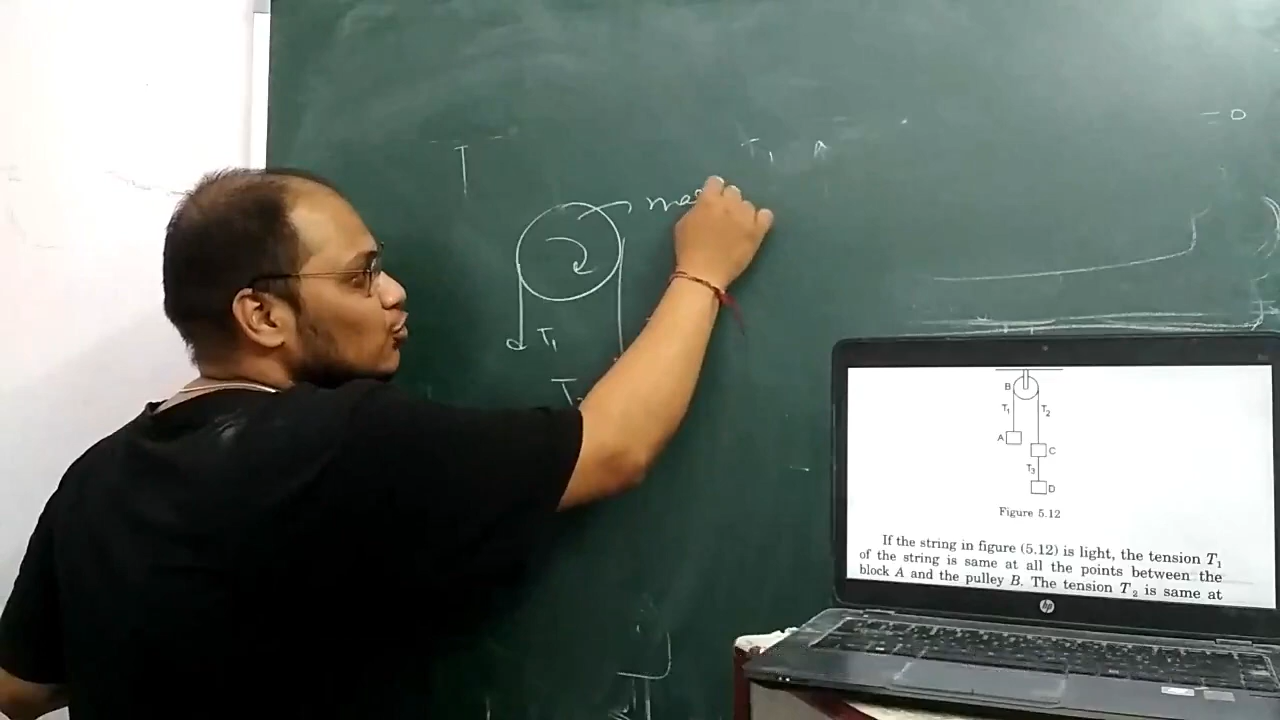 = 0
T₁ A
T₁
B
T₁ T₂
A
C
T₃
D
Figure 5.12
If the string in figure (5.12) is light, the tension T₁
of the string is same at all the points between the
block A and the pulley B. The tension T₂ is same at
hp